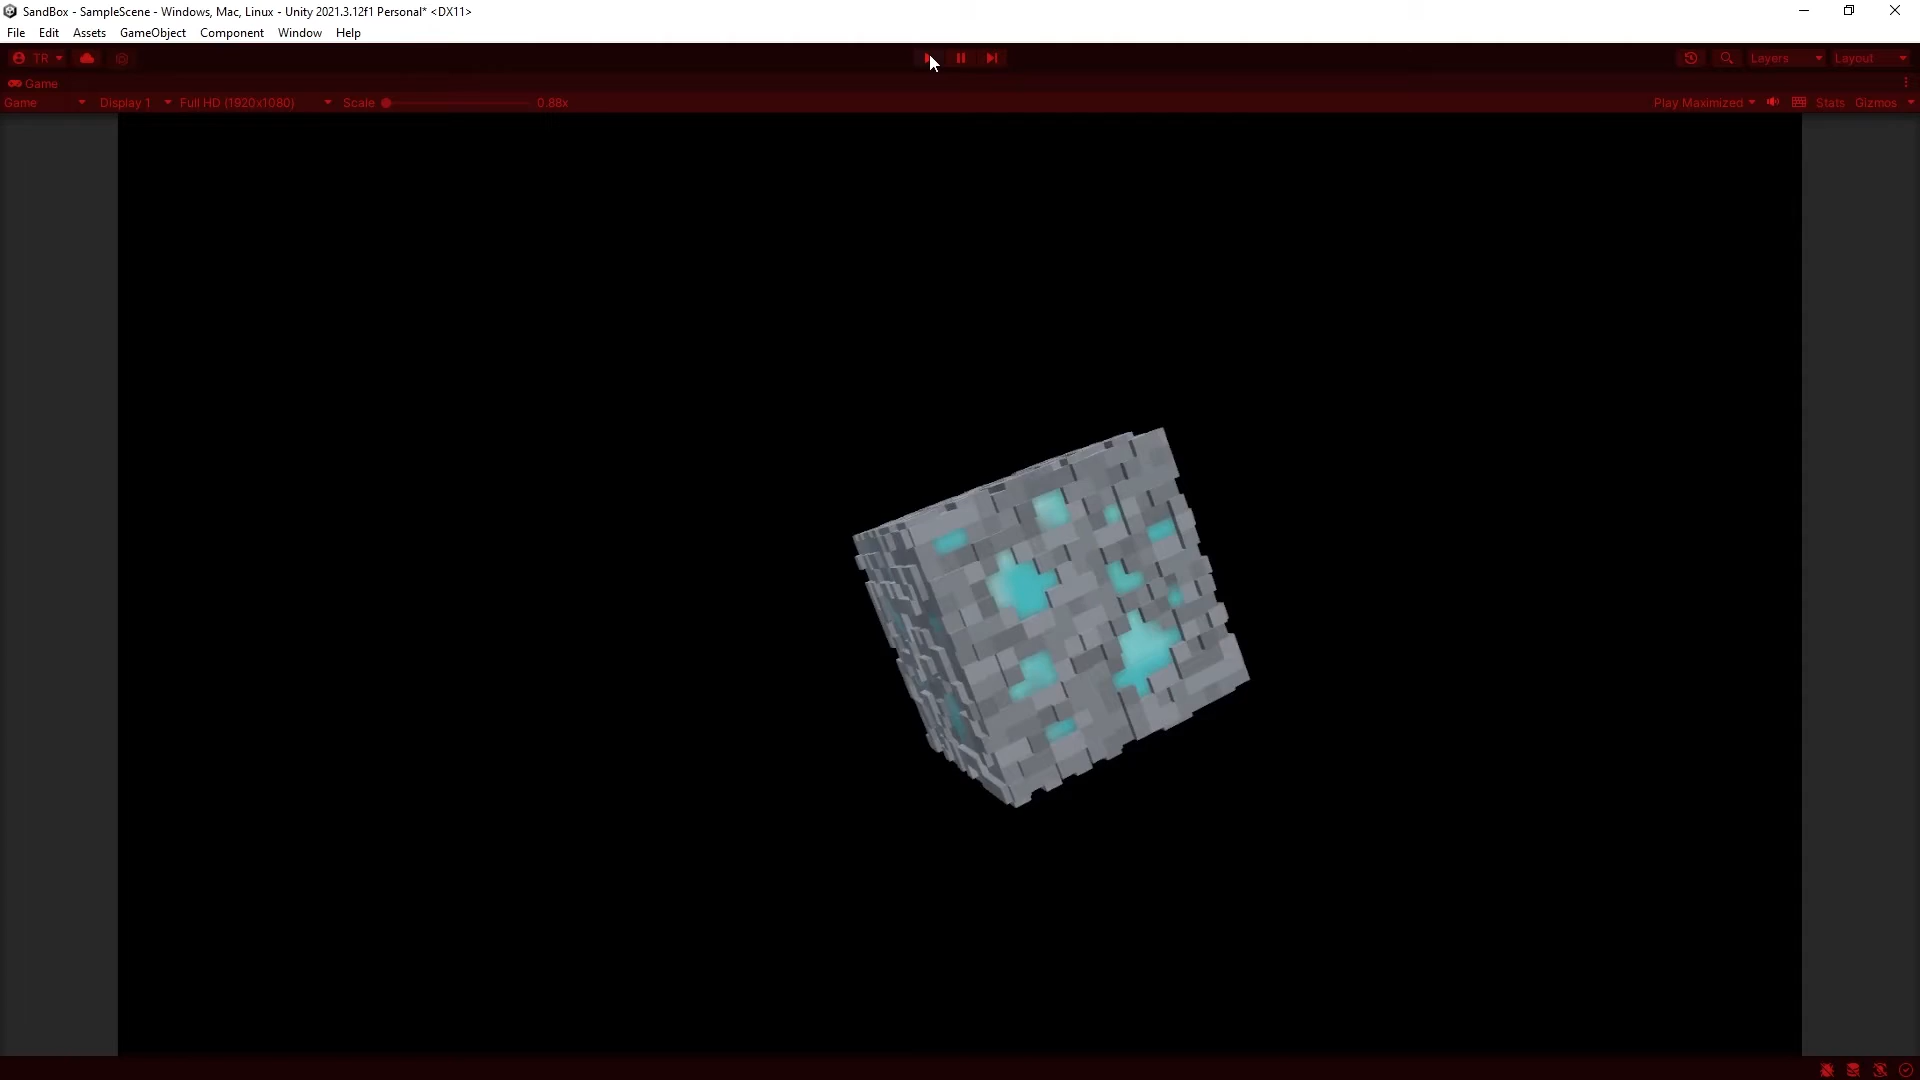 SandBox - SampleScene - Windows, Mac, Linux - Unity 2021.3.12f1 Personal* <DX11>
File Edit Assets GameObject Component Window Help
TR Layers Layout
Game
Game Display 1 Full HD (1920x1080) Scale 0.88x Play Maximized Stats Gizmos